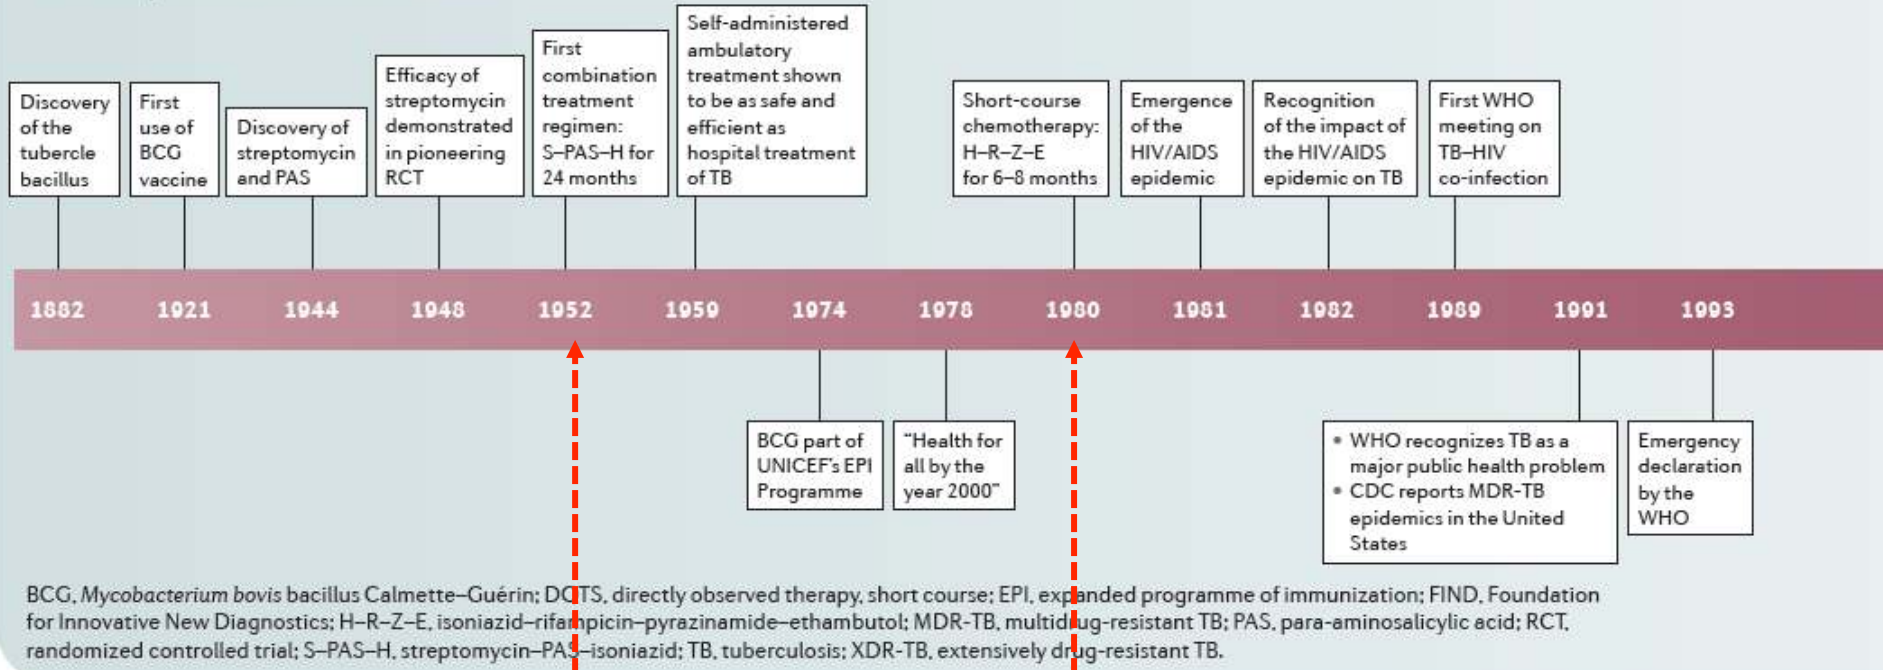 Discovery
of the
tubercle
bacillus
First
use of
BCG
vaccine
Discovery of
streptomycin
and PAS
Efficacy of
streptomycin
demonstrated
in pioneering
RCT
First
combination
treatment
regimen:
S–PAS–H for
24 months
Self-administered
ambulatory
treatment shown
to be as safe and
efficient as
hospital treatment
of TB
Short-course
chemotherapy:
H–R–Z–E
for 6–8 months
Emergence
of the
HIV/AIDS
epidemic
Recognition
of the impact of
the HIV/AIDS
epidemic on TB
First WHO
meeting on
TB–HIV
co-infection
1882 1921 1944 1948 1952 1959 1974 1978 1980 1981 1982 1989 1991 1993
BCG part of
UNICEF's EPI
Programme
"Health for
all by the
year 2000"
• WHO recognizes TB as a
major public health problem
• CDC reports MDR-TB
epidemics in the United
States
Emergency
declaration
by the
WHO
BCG, Mycobacterium bovis bacillus Calmette–Guérin; DOTS, directly observed therapy, short course; EPI, expanded programme of immunization; FIND, Foundation
for Innovative New Diagnostics; H–R–Z–E, isoniazid–rifampicin–pyrazinamide–ethambutol; MDR-TB, multidrug-resistant TB; PAS, para-aminosalicylic acid; RCT,
randomized controlled trial; S–PAS–H, streptomycin–PAS–isoniazid; TB, tuberculosis; XDR-TB, extensively drug-resistant TB.